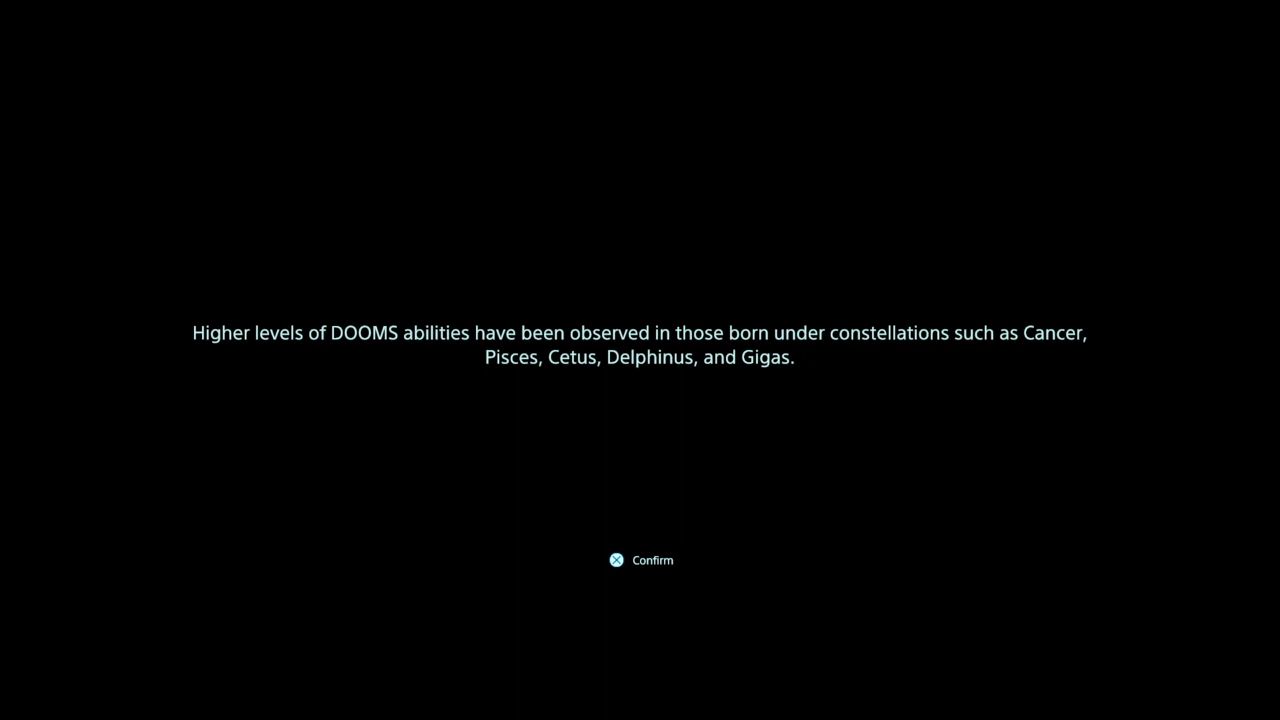 Higher levels of DOOMS abilities have been observed in those born under constellations such as Cancer,
Pisces, Cetus, Delphinus, and Gigas.
Confirm